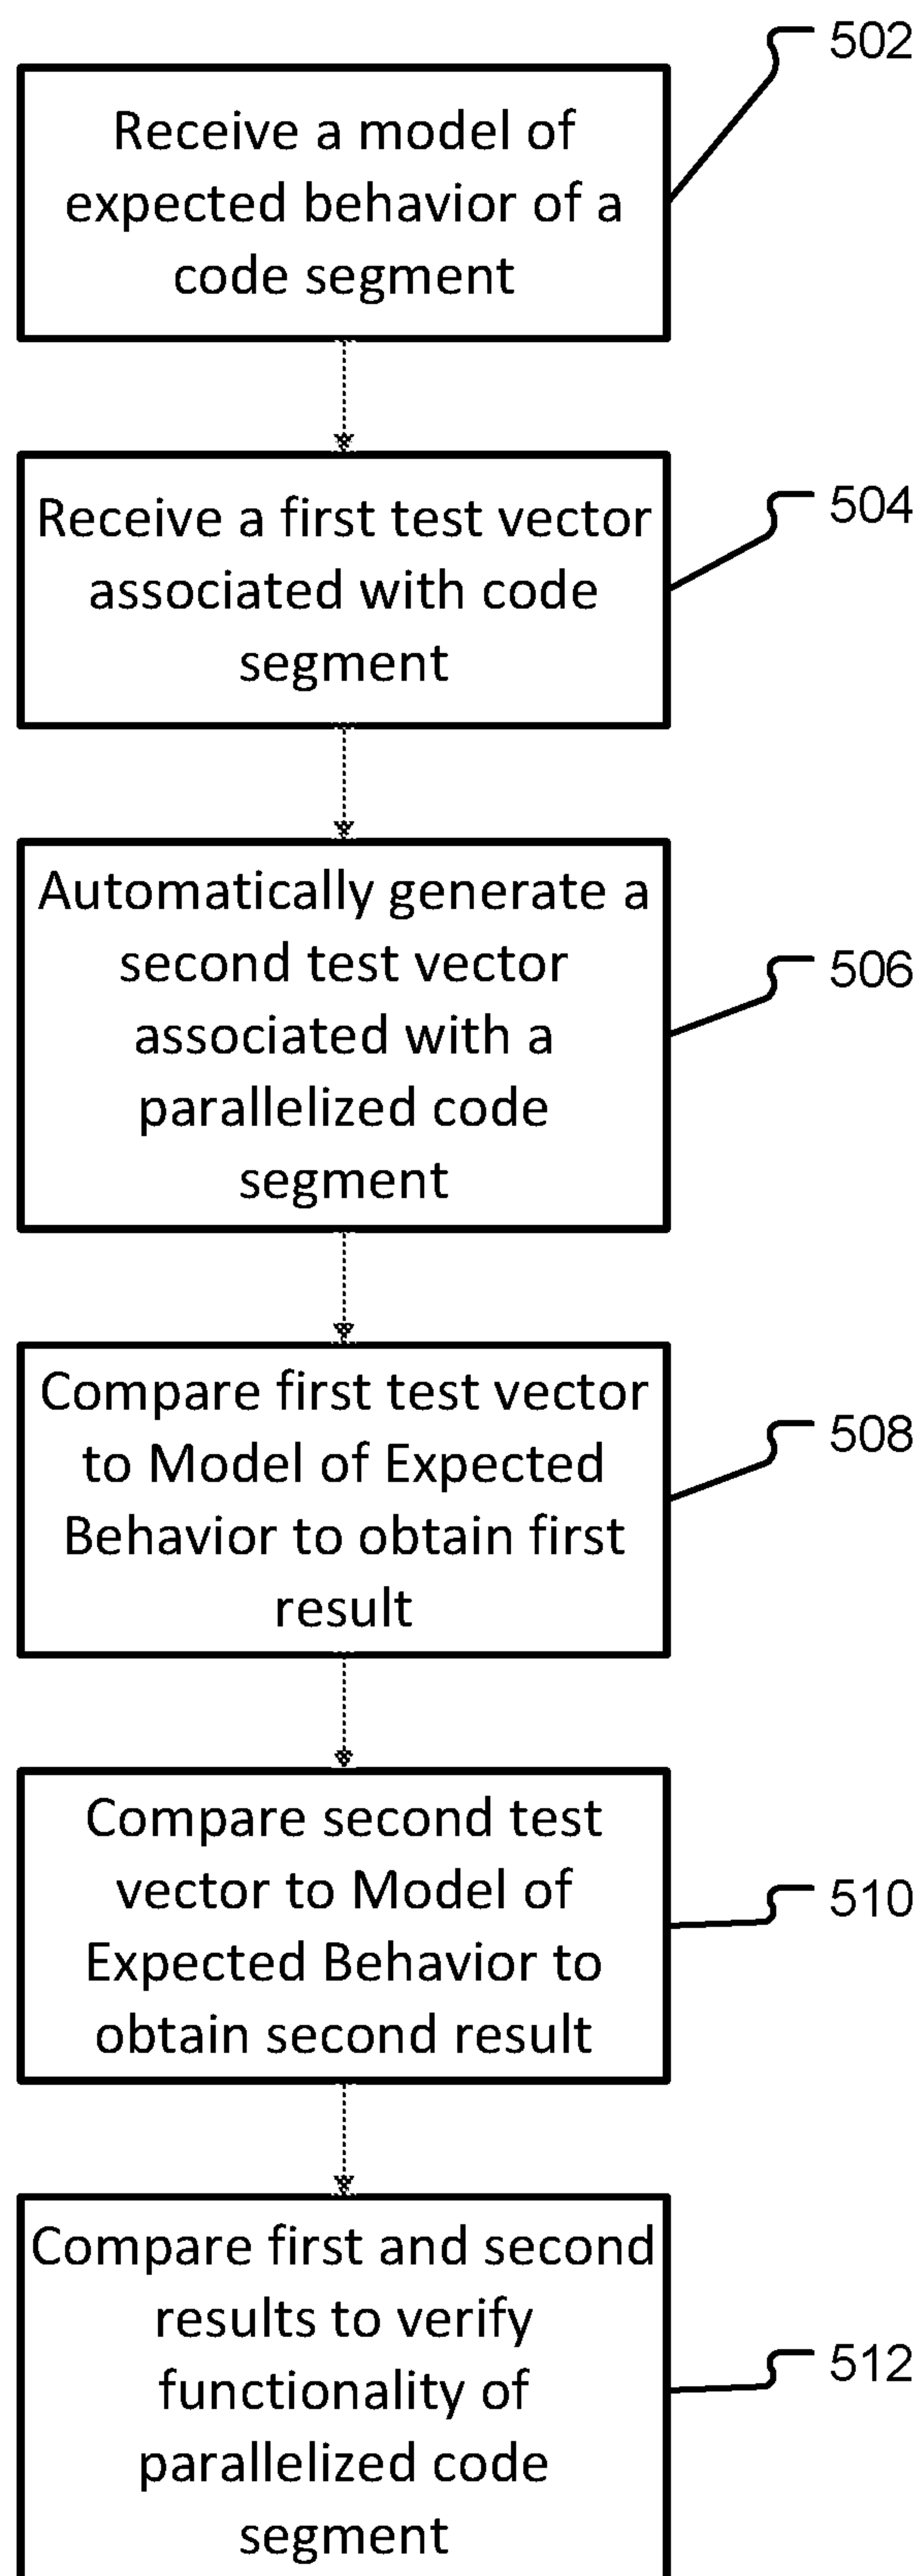 502
Receive a model of
expected behavior of a
code segment
504
Receive a first test vector
associated with code
segment
506
Automatically generate a
second test vector
associated with a
parallelized code
segment
508
Compare first test vector
to Model of Expected
Behavior to obtain first
result
510
Compare second test
vector to Model of
Expected Behavior to
obtain second result
512
Compare first and second
results to verify
functionality of
parallelized code
segment